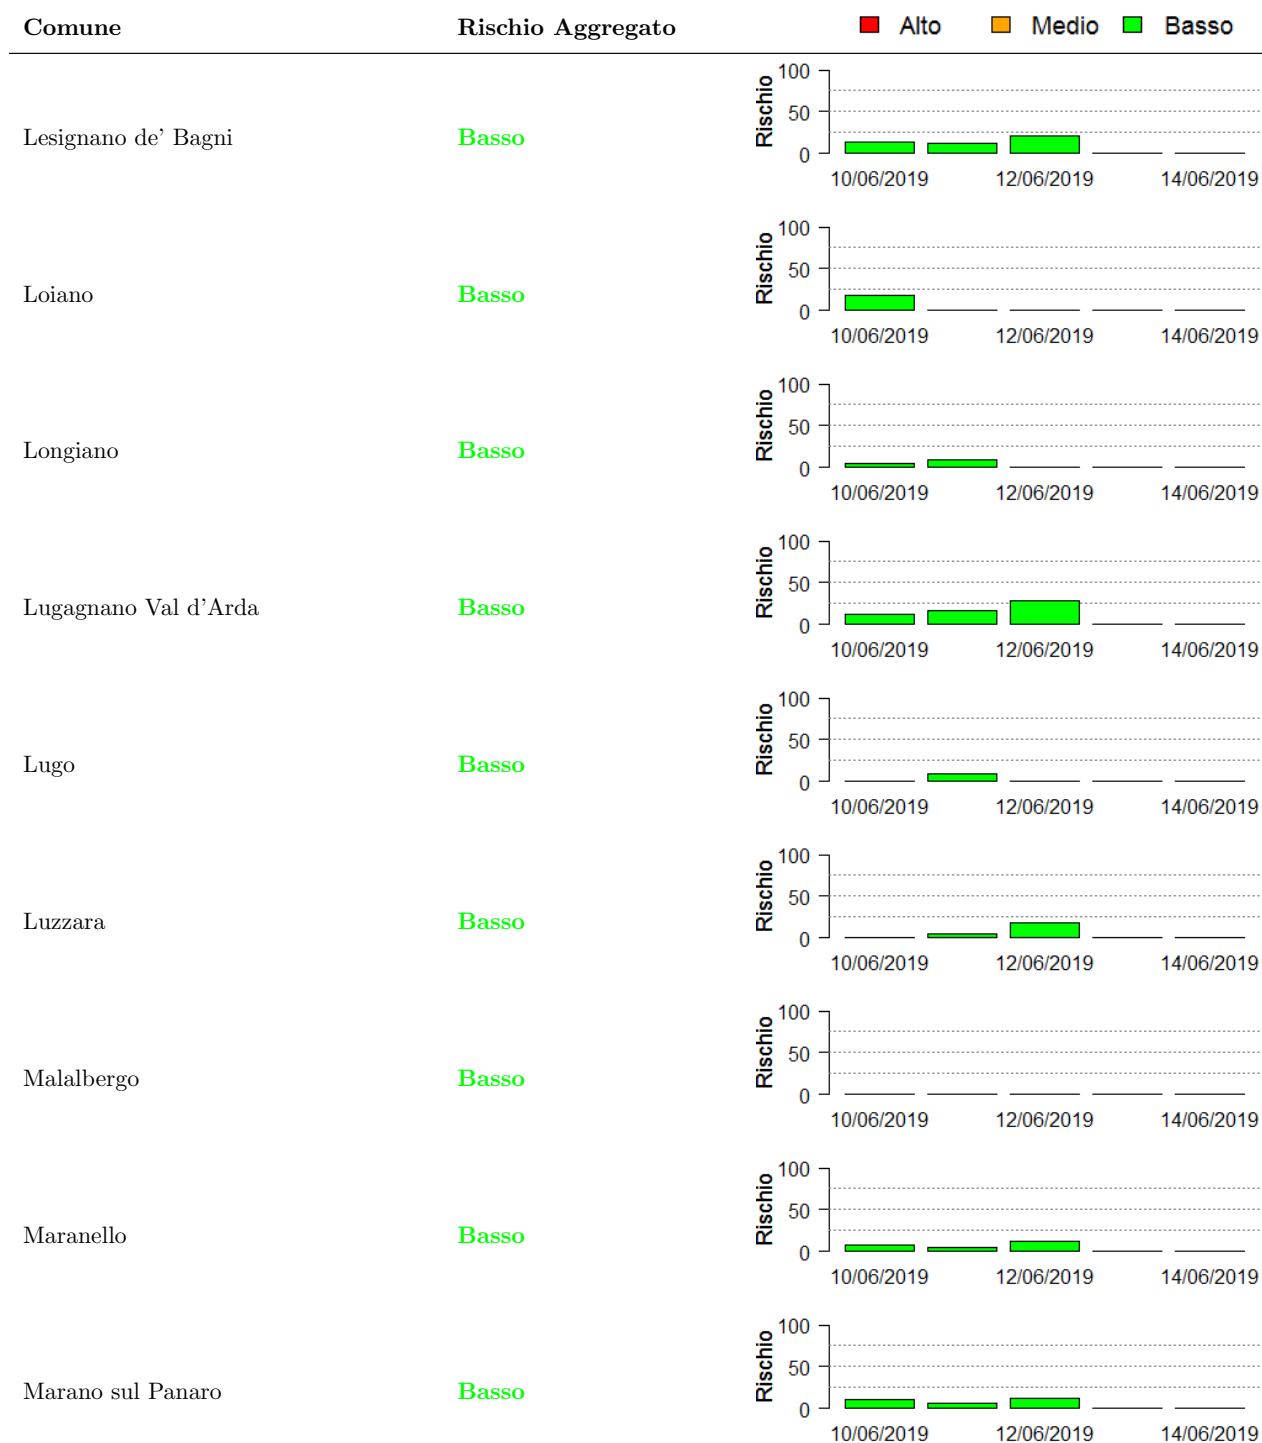 Comune Rischio Aggregato Alto Medio Basso
Lesignano de' Bagni Basso
Rischio
100
50
0
10/06/2019 12/06/2019 14/06/2019
Loiano Basso
Rischio
100
50
0
10/06/2019 12/06/2019 14/06/2019
Longiano Basso
Rischio
100
50
0
10/06/2019 12/06/2019 14/06/2019
Lugagnano Val d'Arda Basso
Rischio
100
50
0
10/06/2019 12/06/2019 14/06/2019
Lugo Basso
Rischio
100
50
0
10/06/2019 12/06/2019 14/06/2019
Luzzara Basso
Rischio
100
50
0
10/06/2019 12/06/2019 14/06/2019
Malalbergo Basso
Rischio
100
50
0
10/06/2019 12/06/2019 14/06/2019
Maranello Basso
Rischio
100
50
0
10/06/2019 12/06/2019 14/06/2019
Marano sul Panaro Basso
Rischio
100
50
0
10/06/2019 12/06/2019 14/06/2019